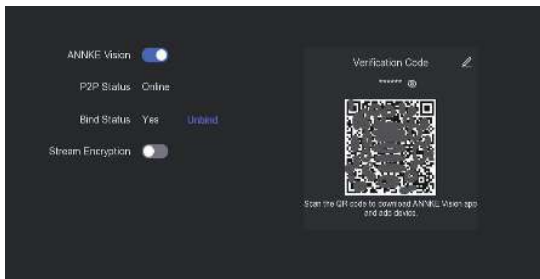 ANNKE Vision
P2P Status Online
Bind Status Yes Unbind
Stream Encryption
Verification Code
******
Scan the QR code to download ANNKE Vision app
and add device.